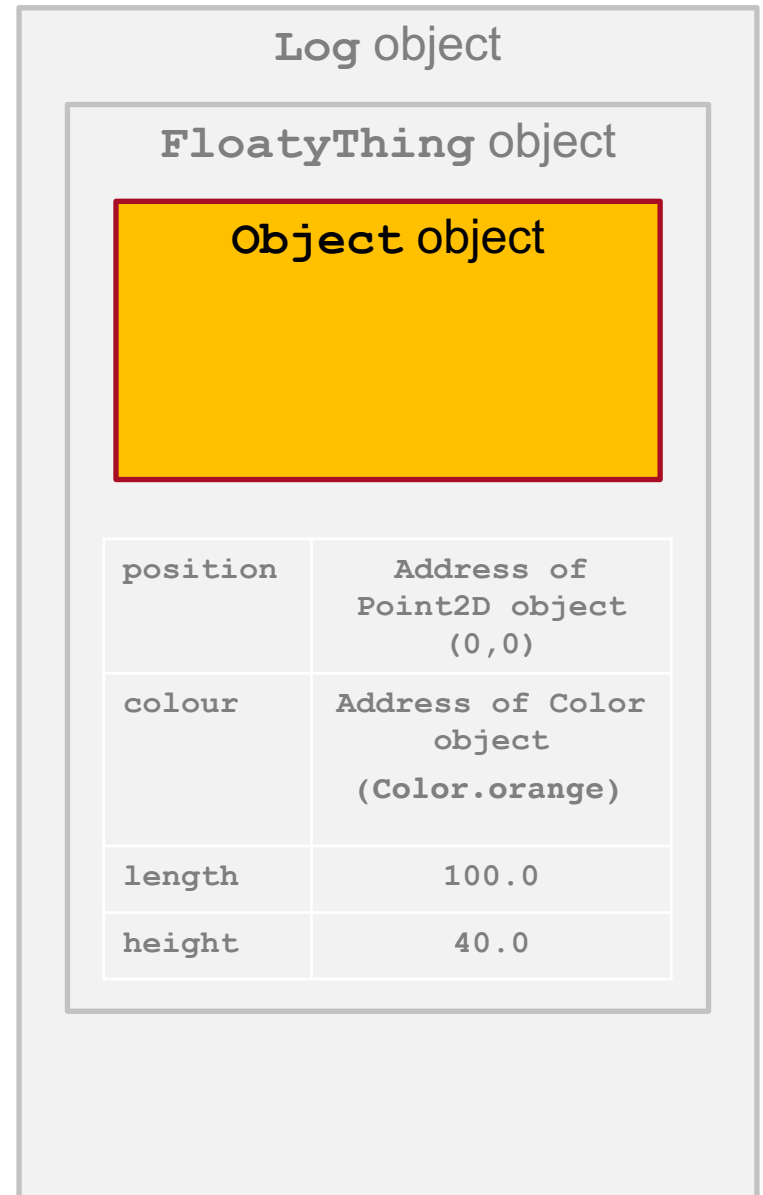 Log object
FloatyThing object
Object object
position
Address of
Point2D object
(0,0)
colour
Address of Color
object
(Color.orange)
length
100.0
height
40.0